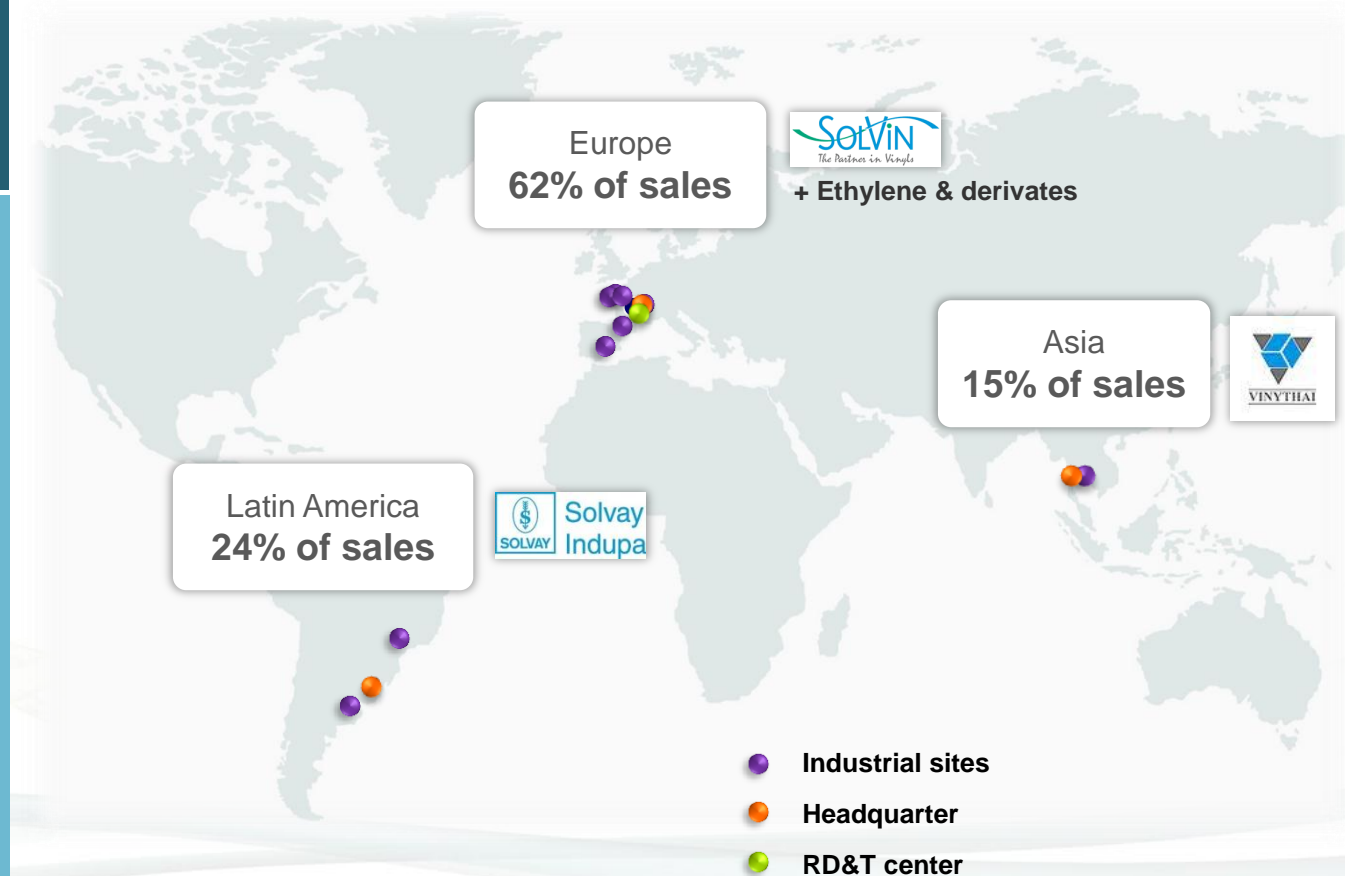 Europe
62% of sales
SOLVIN
The Partner in Vinyls
+ Ethylene & derivates
Asia
15% of sales
VINYTHAI
Latin America
24% of sales
SOLVAY
Solvay
Indupa
Industrial sites
Headquarter
RD&T center